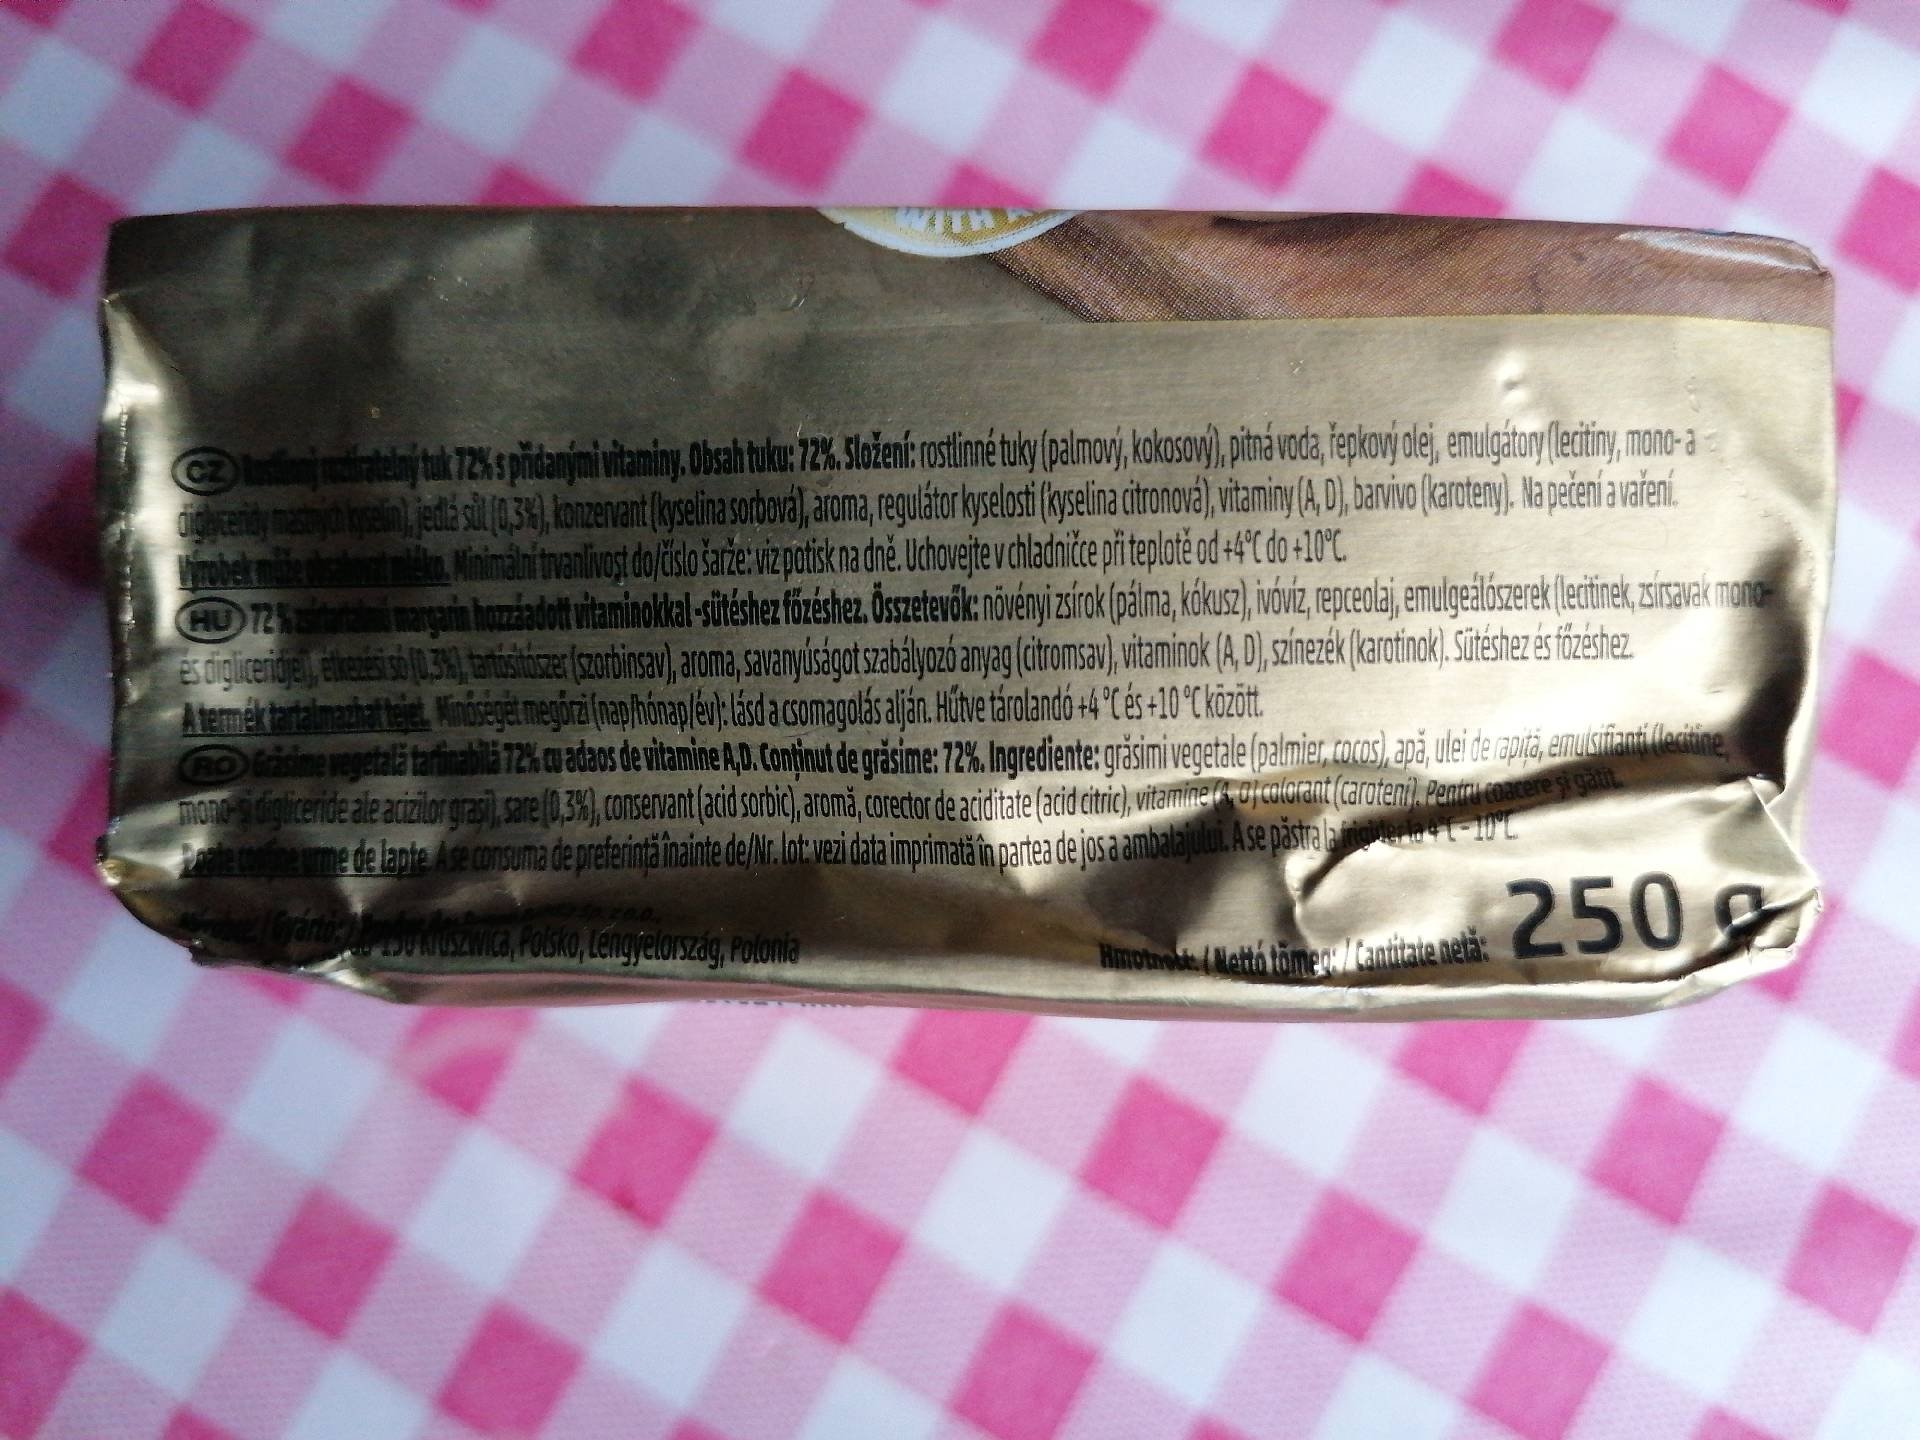 WITH
CZ tuk 72% s přidanými vitaminy. Obsah tuku: 72%. Složení: rostlinné tuky (palmový, kokosový), pitná voda, řepkový olej, emulgátory (lecitiny, mono- a
diglyceridy mastných kyselin), jedlá sůl (0,3%), konzervant (kyselina sorbová), aroma, regulátor kyselosti (kyselina citronová), vitaminy (A, D), barvivo (karoteny). Na pečení a vaření.
Výrobek může obsahovat mléko. Minimální trvanlivost do/číslo šarže: viz potisk na dně. Uchovejte v chladničce při teplotě od +4°C do +10°C.
HU 72 % margarin hozzáadott vitaminokkal -sütéshez főzéshez. Összetevők: növényi zsírok (pálma, kókusz), ivóvíz, repceolaj, emulgeálószerek (lecitinek, zsírsavak mono-
és digliceridjei), étkezési só (0,3%), tartósítószer (szorbinsav), aroma, savanyúságot szabályozó anyag (citromsav), vitaminok (A, D), színezék (karotinok). Sütéshez és főzéshez.
A termék tartalmazhat tejet. Minőségét megőrzi (nap/hónap/év): lásd a csomagolás alján. Hűtve tárolandó +4 °C és +10 °C között.
RO Grăsime vegetală tartinabilă 72% cu adaos de vitamine A,D. Conținut de grăsime: 72%. Ingrediente: grăsimi vegetale (palmier, cocos), apă, ulei de rapiță, emulsifianți (lecitine,
mono-și digliceride ale acizilor grași), sare (0,3%), conservant (acid sorbic), aromă, corector de aciditate (acid citric), vitamine (A, D) colorant (caroteni). Pentru coacere și gătit.
Poate conține urme de lapte. A se consuma de preferință înainte de/Nr. lot: vezi data imprimată în partea de jos a ambalajului. A se păstra la frigider la 4°C - 10°C.
/ Gyártó:
Kruszwica, Polsko, Lengyelország, Polonia
Hmotnost: / Nettó tömeg: / Cantitate netă: 250 g